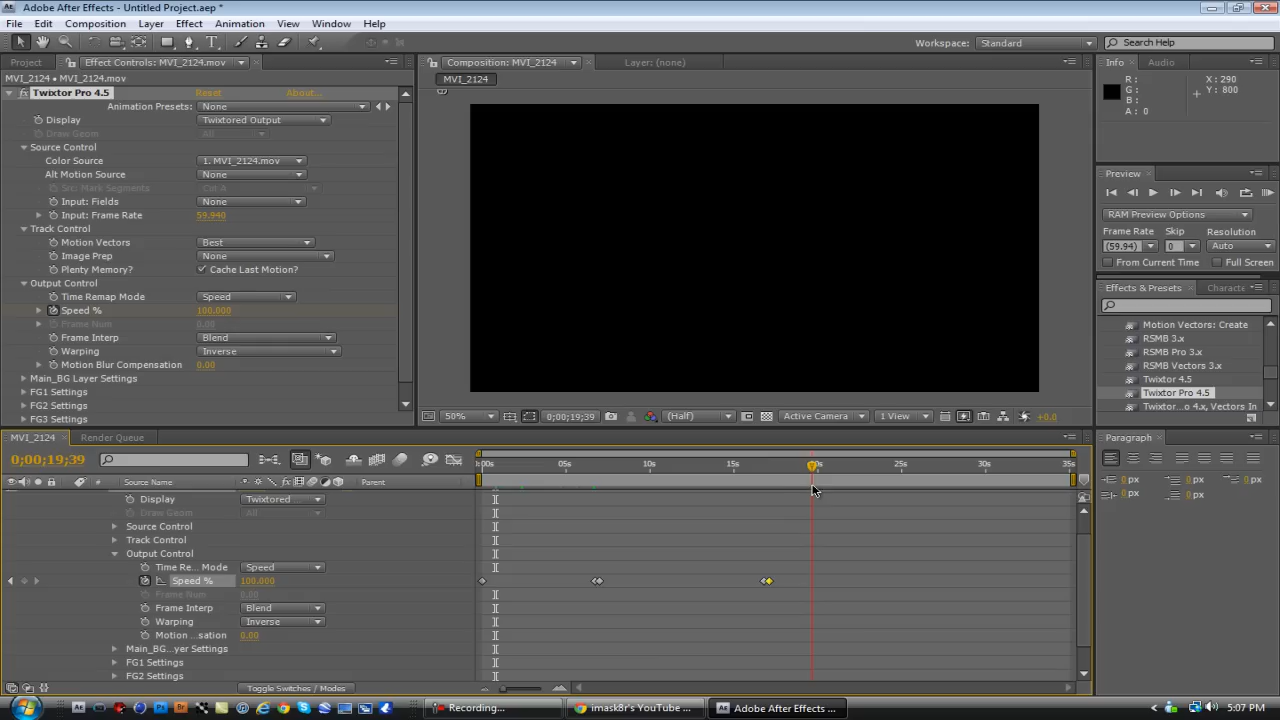 Adobe After Effects - Untitled Project.aep *
File Edit Composition Layer Effect Animation View Window Help
Workspace: Standard Search Help
Project Effect Controls: MVI_2124.mov
MVI_2124 • MVI_2124.mov
fx Twixtor Pro 4.5 Reset About...
Animation Presets: None
Display Twixtored Output
Draw Geom All
Source Control
Color Source 1. MVI_2124.mov
Alt Motion Source None
Src: Mark Segments Col A
Input: Fields None
Input: Frame Rate 59.940
Track Control
Motion Vectors Best
Image Prep None
Plenty Memory? Cache Last Motion?
Output Control
Time Remap Mode Speed
Speed % 100.000
Frame Num 0.00
Frame Interp Blend
Warping Inverse
Motion Blur Compensation 0.00
Main_BG Layer Settings
FG1 Settings
FG2 Settings
FG3 Settings
Composition: MVI_2124 Layer: (none)
MVI_2124
50% 0;00;19;39 (Half) Active Camera 1 View +0.0
Info Audio
R: X: 290
G: Y: 800
B:
A: 0
Preview
RAM Preview Options
Frame Rate Skip Resolution
(59.94) 0 Auto
From Current Time Full Screen
Effects & Presets Characte
Motion Vectors: Create
RSMB 3.x
RSMB Pro 3.x
RSMB Vectors 3.x
Twixtor 4.5
Twixtor Pro 4.5
Twixtor...o 4.x, Vectors In
MVI_2124 Render Queue
0;00;19;39
:00s 05s 10s 15s 25s 30s 35s
# Source Name Parent
Display Twixtored
Draw Geom All
Source Control
Track Control
Output Control
Time Re... Mode Speed
Speed % 100.000
Frame Num 0.00
Frame Interp Blend
Warping Inverse
Motion ...sation 0.00
Main_BG...yer Settings
FG1 Settings
FG2 Settings
Toggle Switches / Modes
Paragraph
0 px 0 px 0 px
0 px 0 px
Recording... imask8r's YouTube ... Adobe After Effects ... 5:07 PM